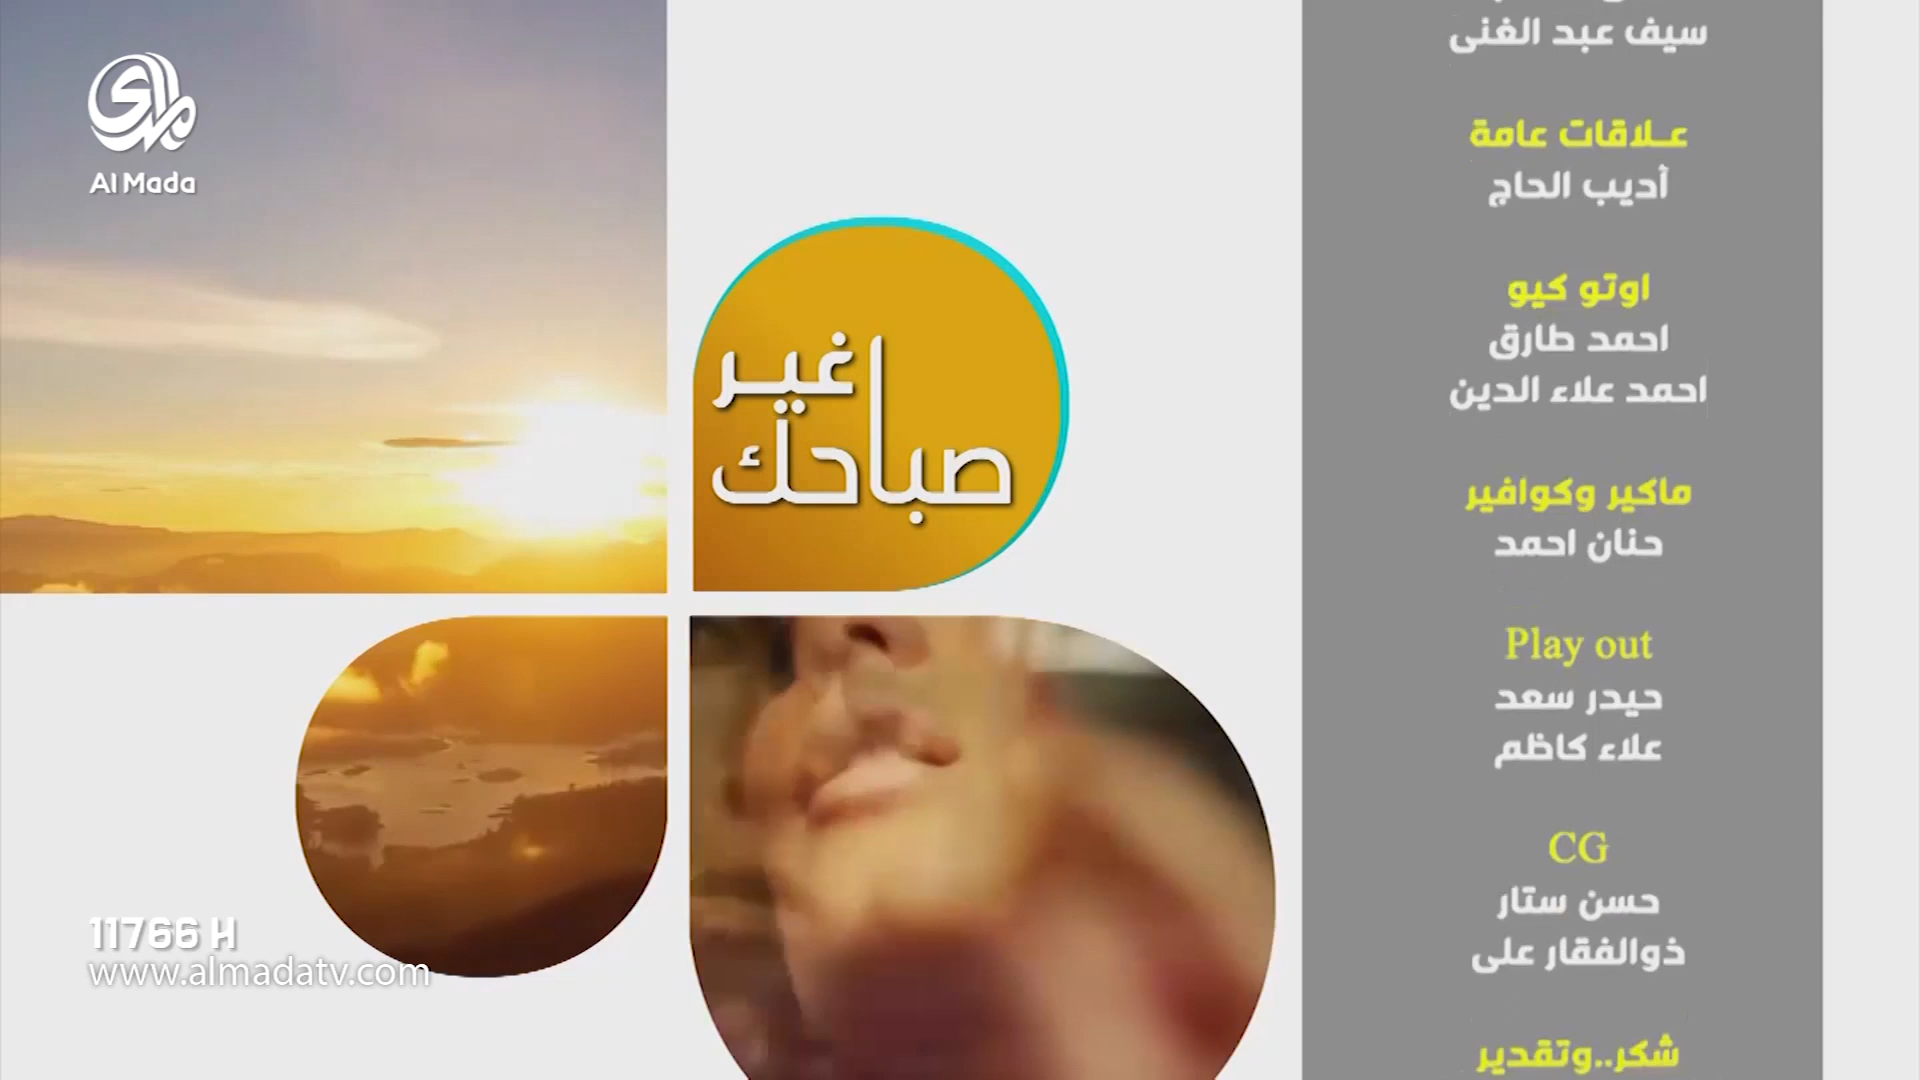 مدى
Al Mada
غير
صباحك
11766 H
www.almadatv.com
سيف عبد الغنى
عـلاقات عامة
أديب الحاج
اوتو كيو
احمد طارق
احمد علاء الدين
ماكير وكوافير
حنان احمد
Play out
حيدر سعد
علاء كاظم
CG
حسن ستار
ذوالفقار على
شكر..وتقدير